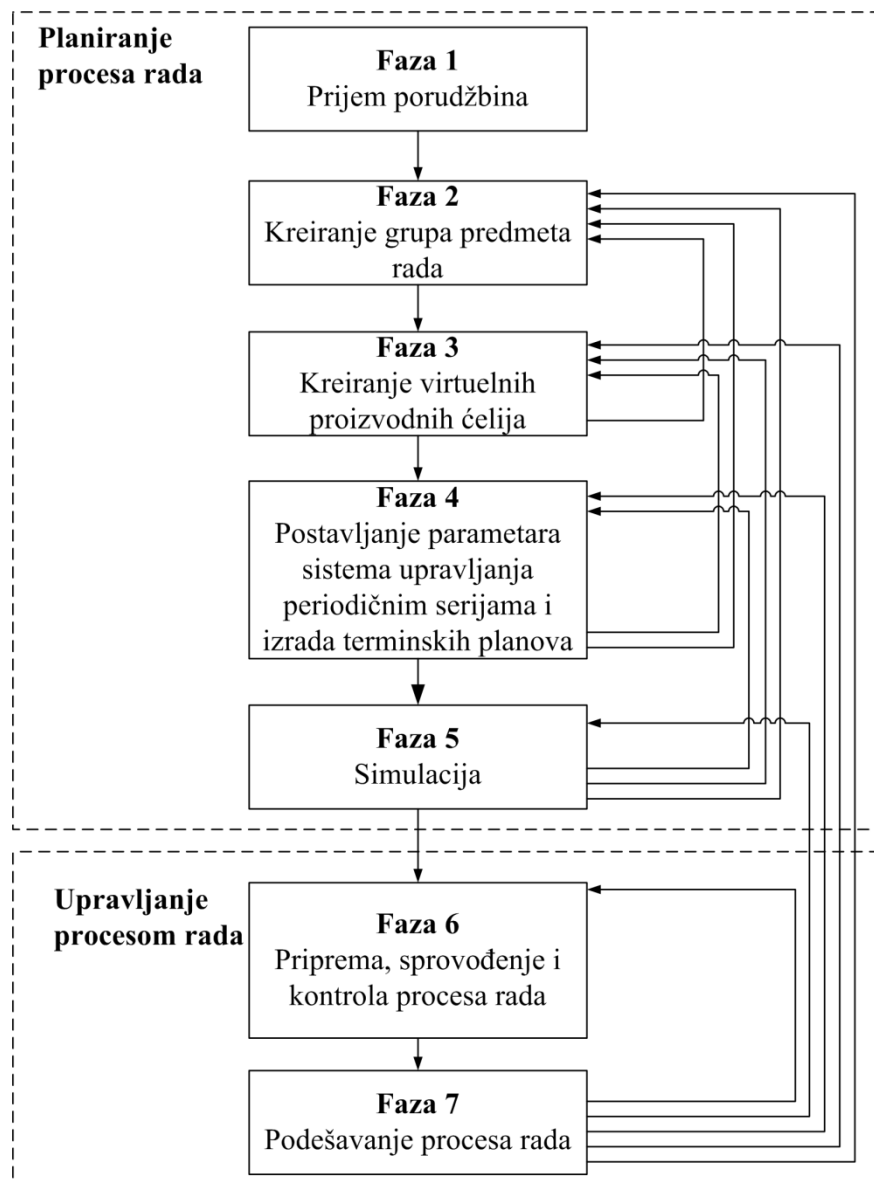 Planiranje
procesa rada
Faza 1
Prijem porudžbina
Faza 2
Kreiranje grupa predmeta
rada
Faza 3
Kreiranje virtuelnih
proizvodnih ćelija
Faza 4
Postavljanje parametara
sistema upravljanja
periodičnim serijama i
izrada terminskih planova
Faza 5
Simulacija
Upravljanje
procesom rada
Faza 6
Priprema, sprovođenje i
kontrola procesa rada
Faza 7
Podešavanje procesa rada